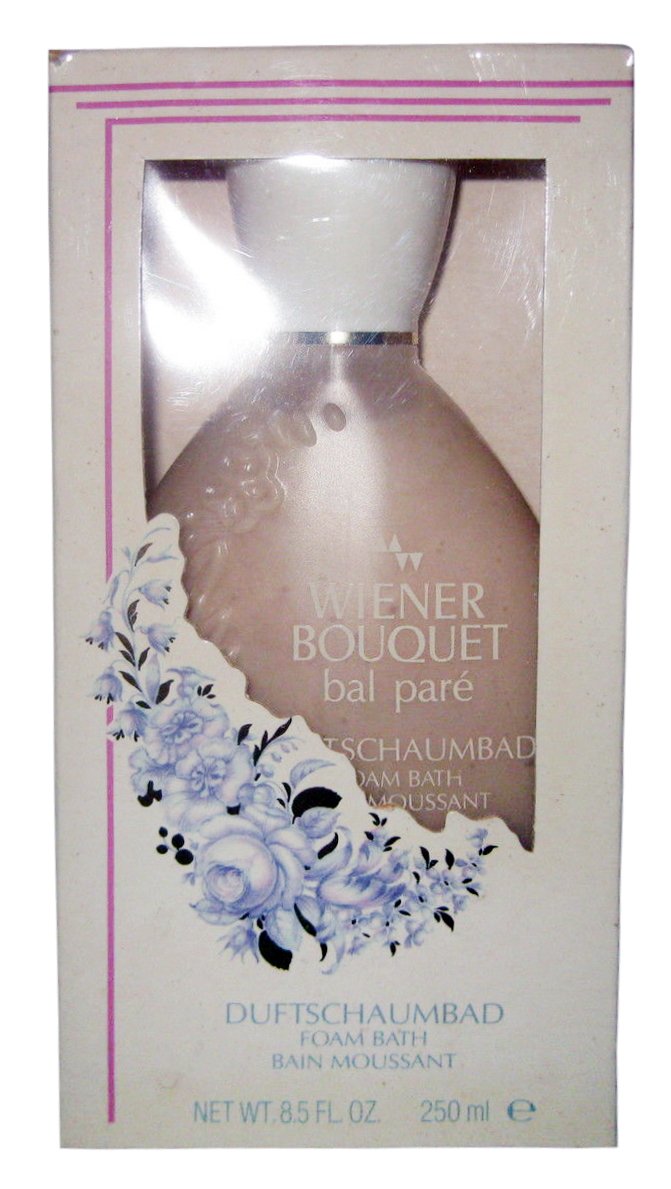 WIENER
BOUQUET
bal paré
TSCHAUMBAD
OAM BATH
MOUSSANT
DUFTSCHAUMBAD
FOAM BATH
BAIN MOUSSANT
NET WT. 8.5 FL. OZ. 250 ml ℮